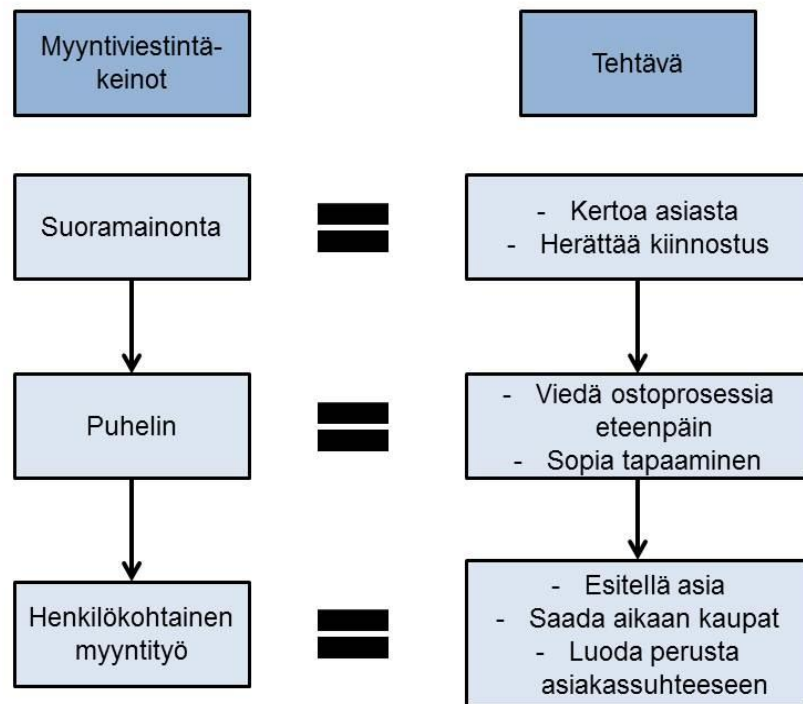 Myyntiviestintä-
keinot
Tehtävä
Suoramainonta
- Kertoa asiasta
- Herättää kiinnostus
Puhelin
- Viedä ostoprosessia
eteenpäin
- Sopia tapaaminen
Henkilökohtainen
myyntityö
- Esitellä asia
- Saada aikaan kaupat
- Luoda perusta
asiakassuhteeseen